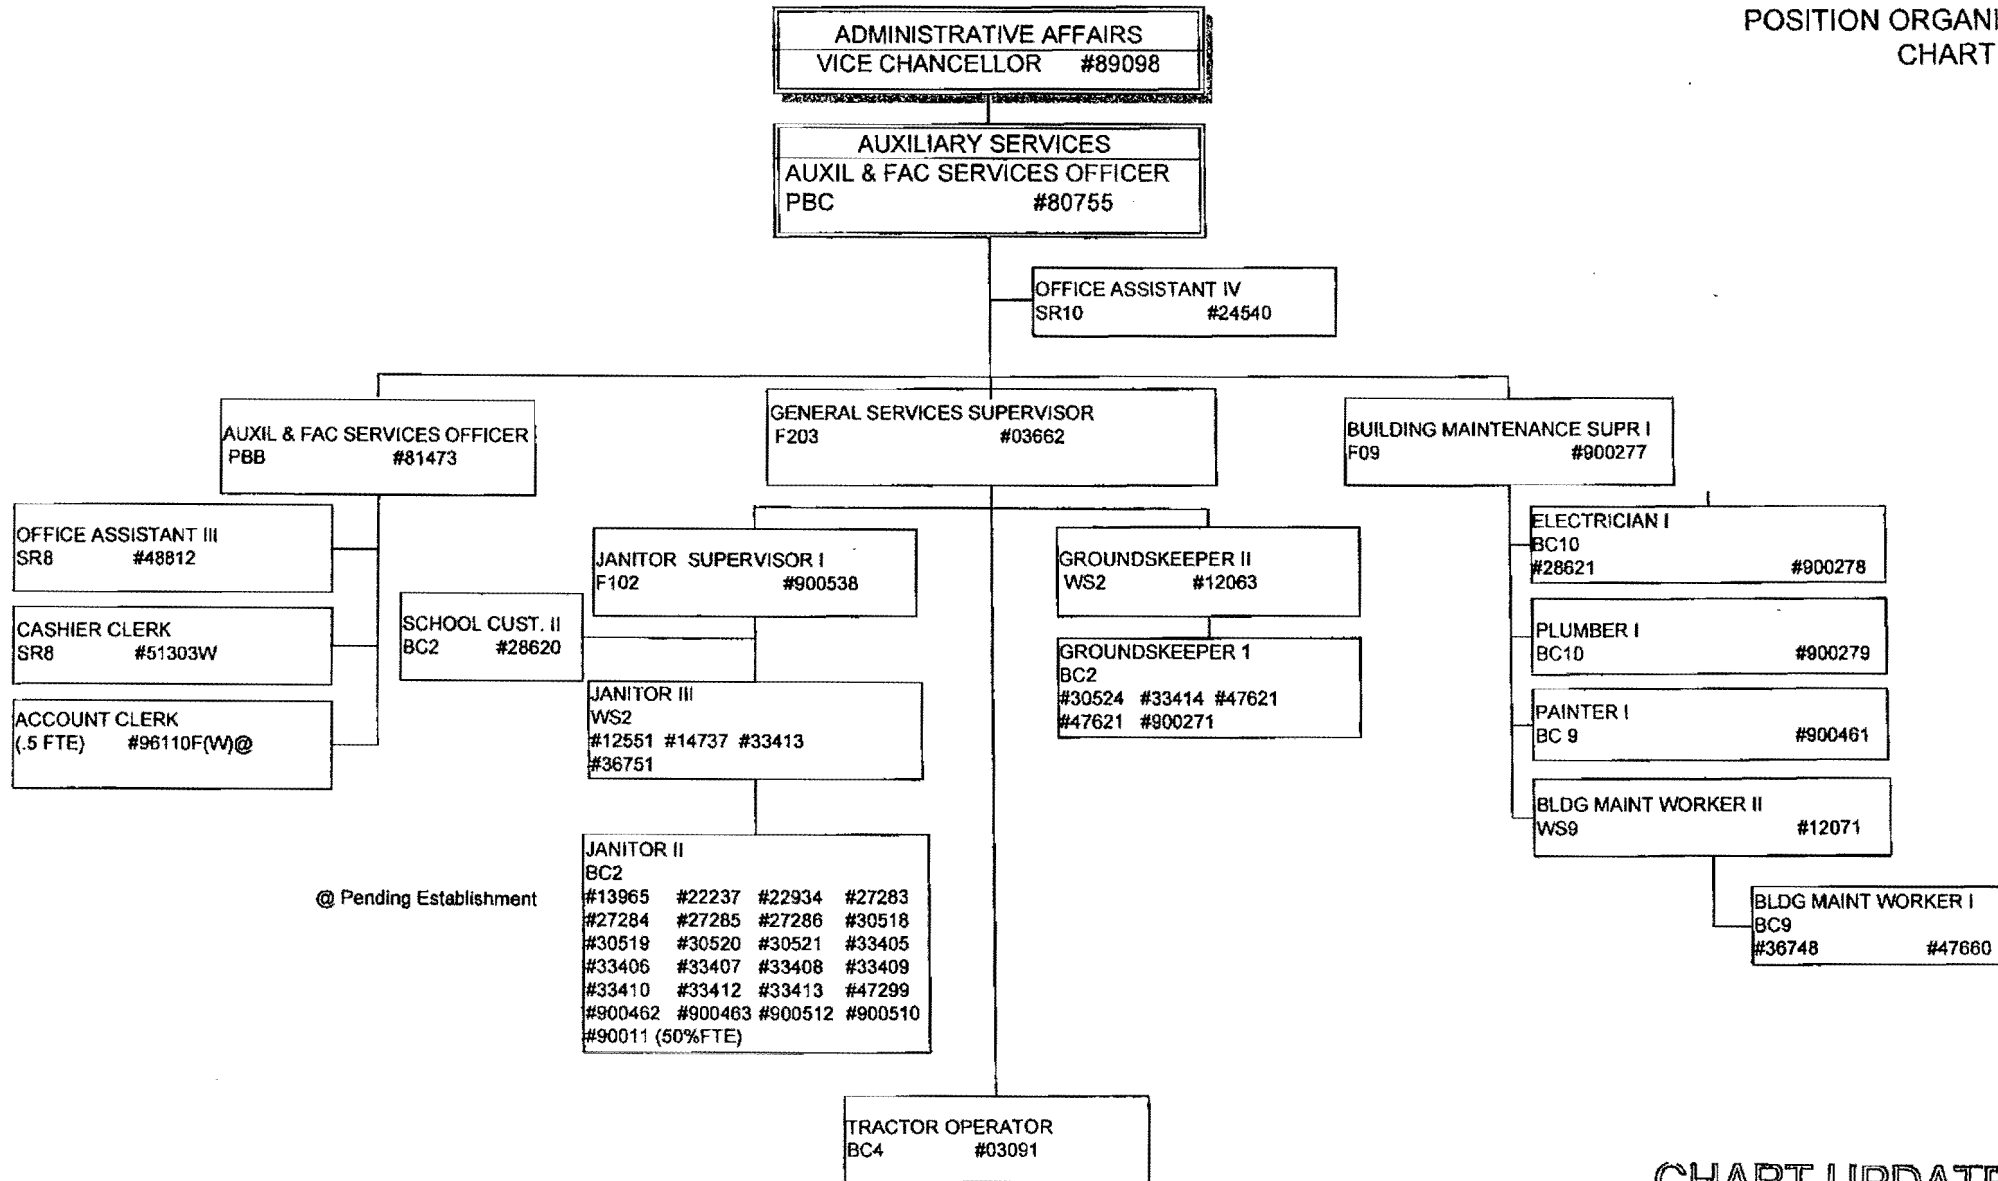 POSITION ORGANI
CHART
ADMINISTRATIVE AFFAIRS
VICE CHANCELLOR #89098
AUXILIARY SERVICES
AUXIL & FAC SERVICES OFFICER
PBC #80755
OFFICE ASSISTANT IV
SR10 #24540
AUXIL & FAC SERVICES OFFICER
PBB #81473
GENERAL SERVICES SUPERVISOR
F203 #03662
BUILDING MAINTENANCE SUPR I
F09 #900277
OFFICE ASSISTANT III
SR8 #48812
CASHIER CLERK
SR8 #51303W
ACCOUNT CLERK
(.5 FTE) #96110F(W)@
JANITOR SUPERVISOR I
F102 #900538
SCHOOL CUST. II
BC2 #28620
JANITOR III
WS2
#12551 #14737 #33413
#36751
JANITOR II
BC2
#13965 #22237 #22934 #27283
#27284 #27285 #27286 #30518
#30519 #30520 #30521 #33405
#33406 #33407 #33408 #33409
#33410 #33412 #33413 #47299
#900462 #900463 #900512 #900510
#90011 (50%FTE)
@ Pending Establishment
GROUNDSKEEPER II
WS2 #12063
GROUNDSKEEPER 1
BC2
#30524 #33414 #47621
#47621 #900271
TRACTOR OPERATOR
BC4 #03091
ELECTRICIAN I
BC10
#28621 #900278
PLUMBER I
BC10 #900279
PAINTER I
BC 9 #900461
BLDG MAINT WORKER II
WS9 #12071
BLDG MAINT WORKER I
BC9
#36748 #47660
CHART UPDATE